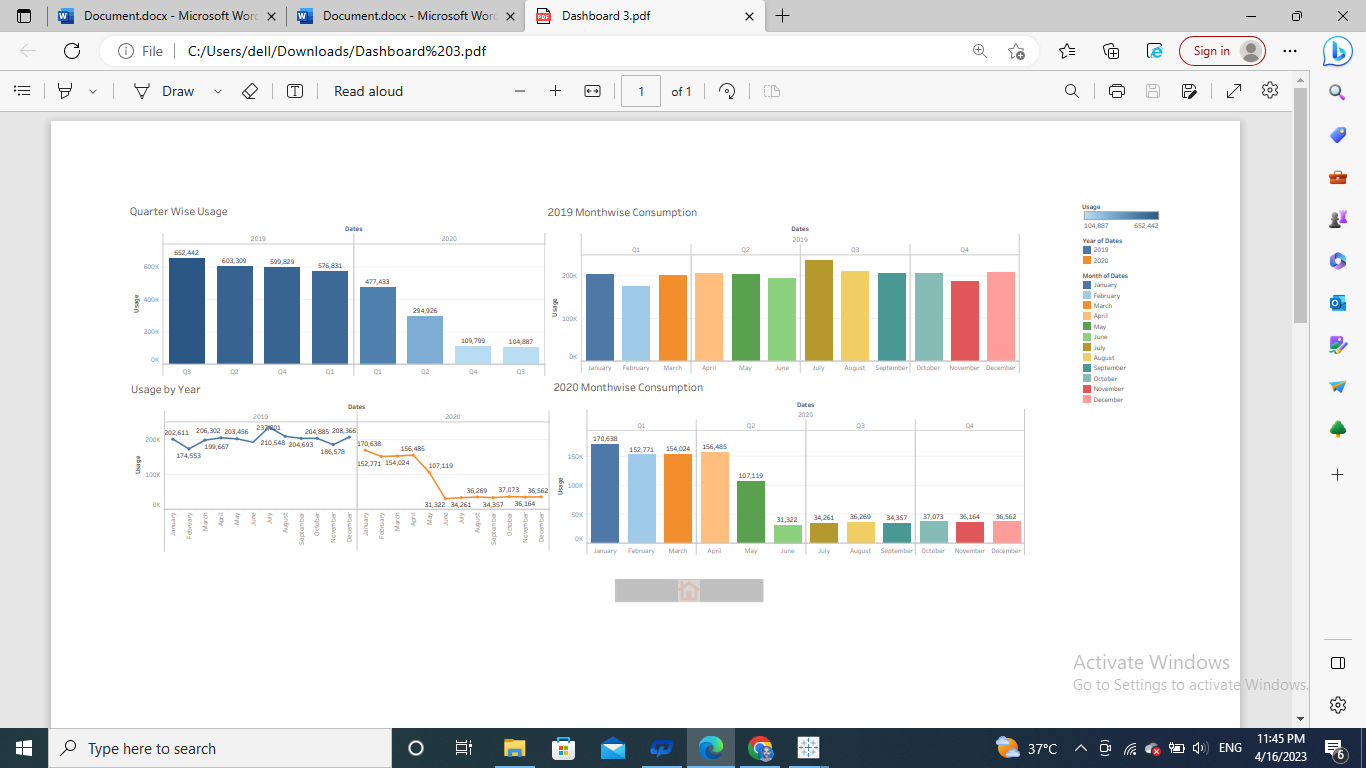 Document.docx - Microsoft Word
Document.docx - Microsoft Word
Dashboard 3.pdf
File
C:/Users/dell/Downloads/Dashboard%203.pdf
Sign in
Draw
Read aloud
1
of 1
Quarter Wise Usage
Dates
2019 2020
Usage
600K
400K
200K
0K
652,442 603,309 599,829 576,831 477,433 294,926 109,799 104,887
Q3 Q2 Q4 Q1 Q1 Q2 Q4 Q3
2019 Monthwise Consumption
Dates
2019
Q1 Q2 Q3 Q4
Usage
200K
100K
0K
January February March April May June July August September October November December
Usage
104,887 652,442
Year of Dates
2019
2020
Month of Dates
January
February
March
April
May
June
July
August
September
October
November
December
Usage by Year
Dates
2019 2020
Usage
200K
100K
0K
202,611 174,553 206,302 199,667 203,456 210,548 204,693 204,885 186,578 208,366
170,638 152,771 154,024 156,485 107,119 31,322 34,261 36,269 34,357 37,073 36,164 36,562
January February March April May June July August September October November December January February March April May June July August September October November December
2020 Monthwise Consumption
Dates
2020
Q1 Q2 Q3 Q4
Usage
150K
100K
50K
0K
170,638 152,771 154,024 156,485 107,119 31,322 34,261 36,269 34,357 37,073 36,164 36,562
January February March April May June July August September October November December
Activate Windows
Go to Settings to activate Windows.
Type here to search
37°C
ENG
11:45 PM
4/16/2023
6